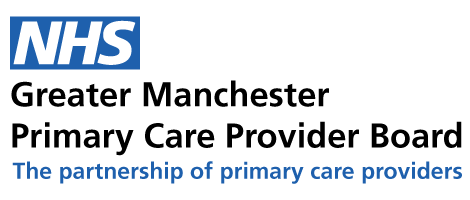 NHS
Greater Manchester
Primary Care Provider Board
The partnership of primary care providers